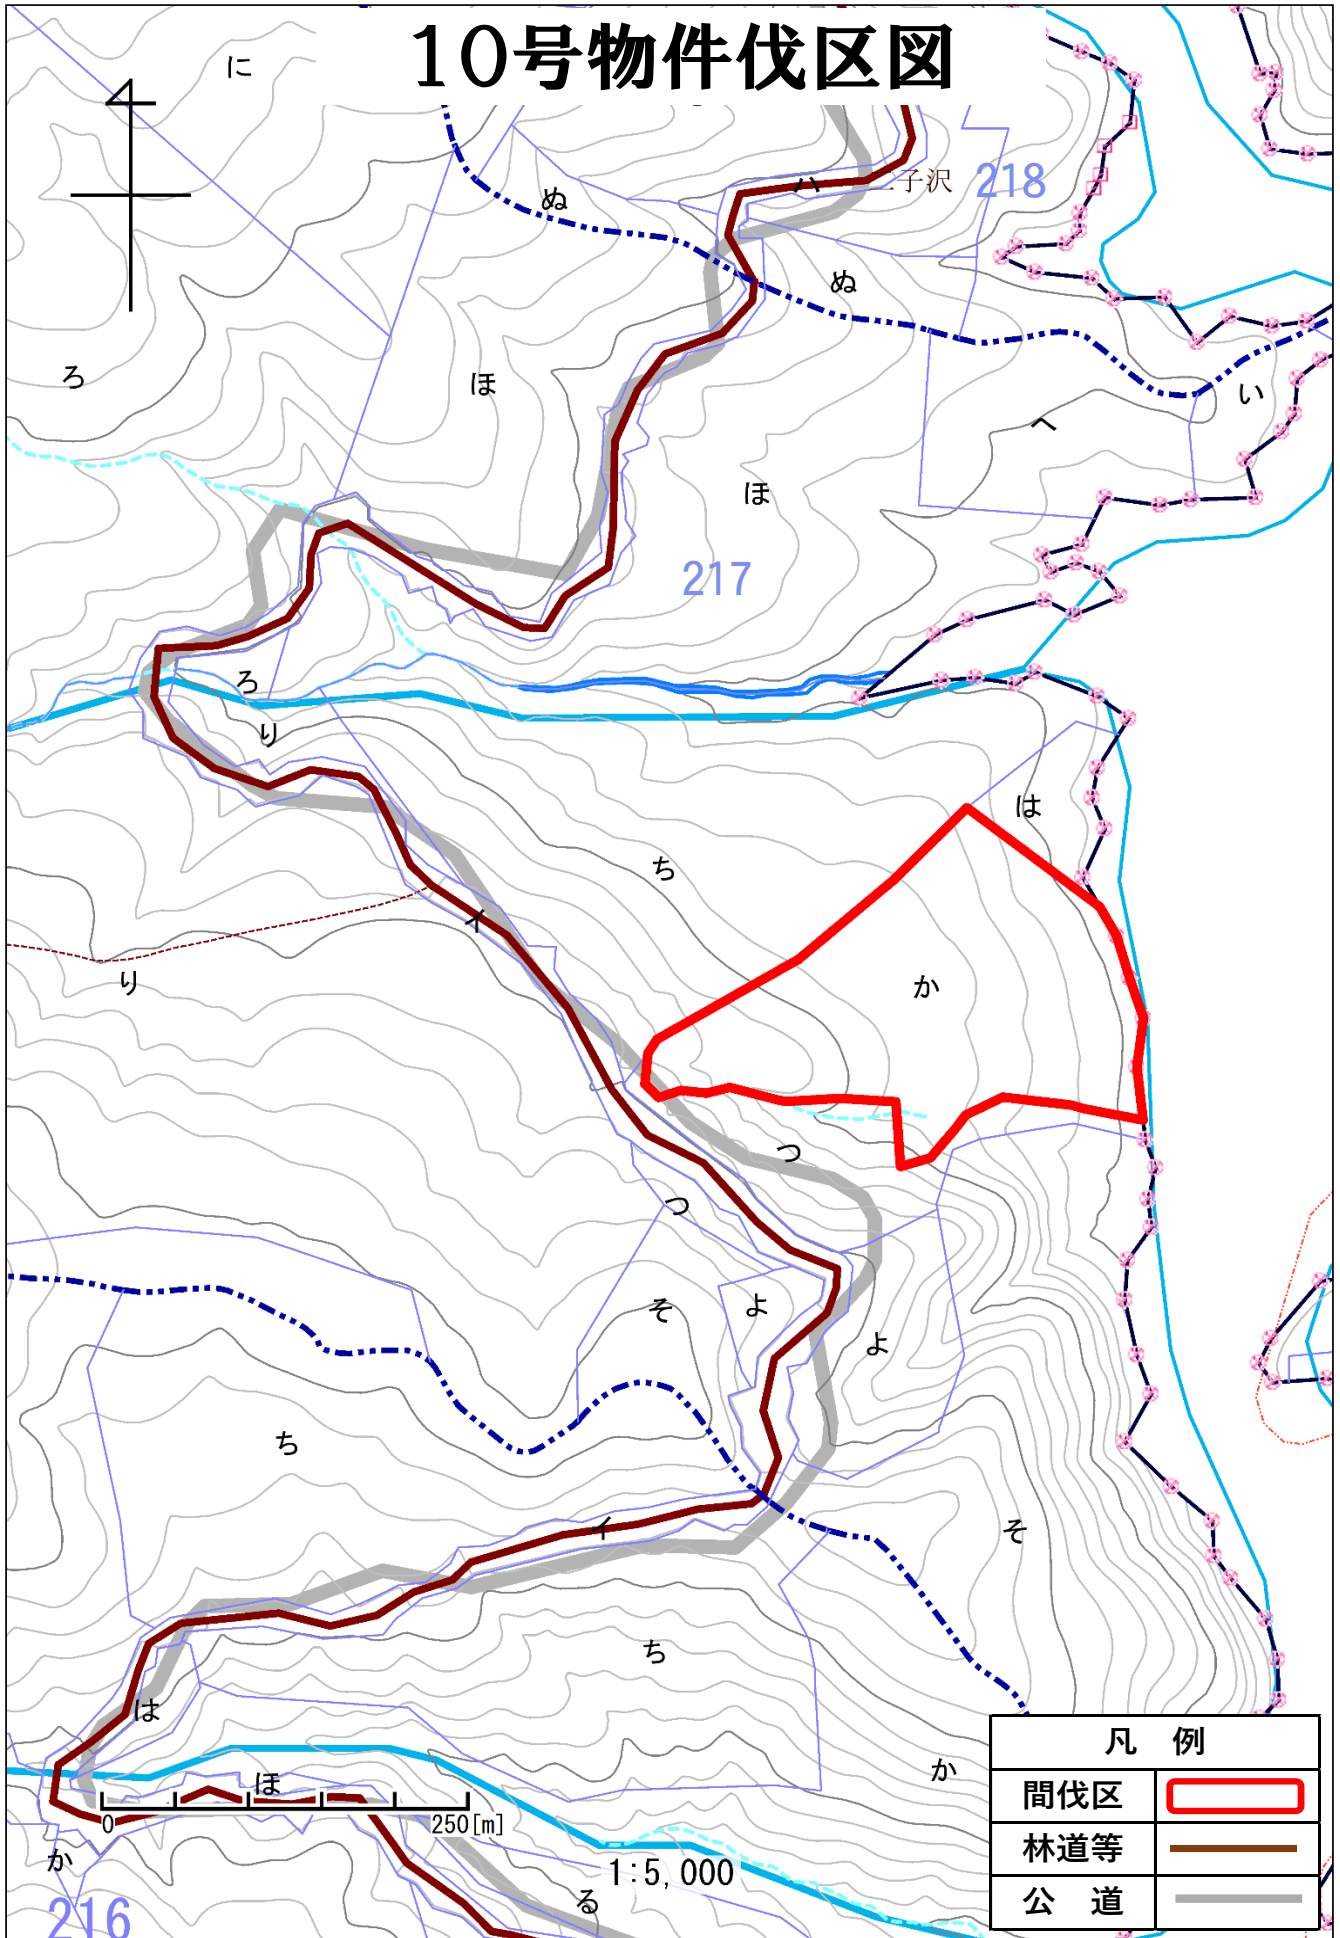 10号物件伐区図
に
ぬ
ハ
二子沢
218
ぬ
ろ
ほ
い
へ
ほ
217
ろ
り
は
ち
イ
り
か
つ
つ
そ
よ
よ
ち
イ
そ
ち
は
か
ほ
0
250[m]
か
1:5,000
る
216
凡 例
間伐区
林道等
公 道